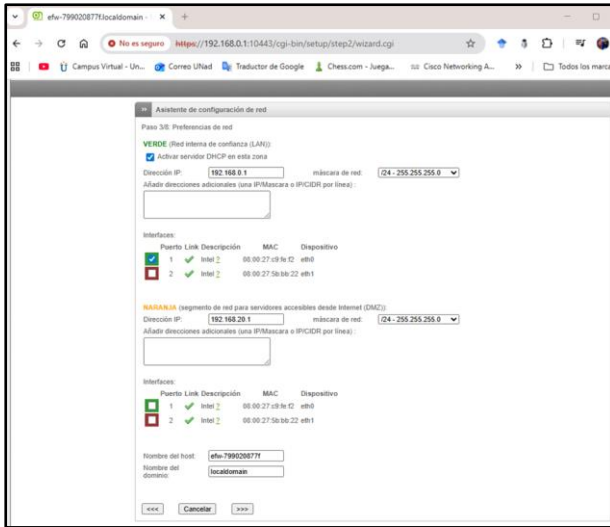 efw-799020877f.localdomain -
No es seguro https://192.168.0.1:10443/cgi-bin/setup/step2/wizard.cgi
Campus Virtual - Un... Correo UNad Traductor de Google Chess.com - Juega... Cisco Networking A... » Todos los marca
>> Asistente de configuración de red
Paso 3/8: Preferencias de red
VERDE (Red interna de confianza (LAN)):
Activar servidor DHCP en esta zona
Dirección IP: 192.168.0.1 máscara de red: /24 - 255.255.255.0
Añadir direcciones adicionales (una IP/Mascara o IP/CIDR por línea) :
Interfaces:
Puerto Link Descripción MAC Dispositivo
1 Intel ? 08:00:27:c9:fe:f2 eth0
2 Intel ? 08:00:27:5b:bb:22 eth1
NARANJA (segmento de red para servidores accesibles desde Internet (DMZ)):
Dirección IP: 192.168.20.1 máscara de red: /24 - 255.255.255.0
Añadir direcciones adicionales (una IP/Mascara o IP/CIDR por línea) :
Interfaces:
Puerto Link Descripción MAC Dispositivo
1 Intel ? 08:00:27:c9:fe:f2 eth0
2 Intel ? 08:00:27:5b:bb:22 eth1
Nombre del host: efw-799020877f
Nombre del
dominio: localdomain
<<< Cancelar >>>